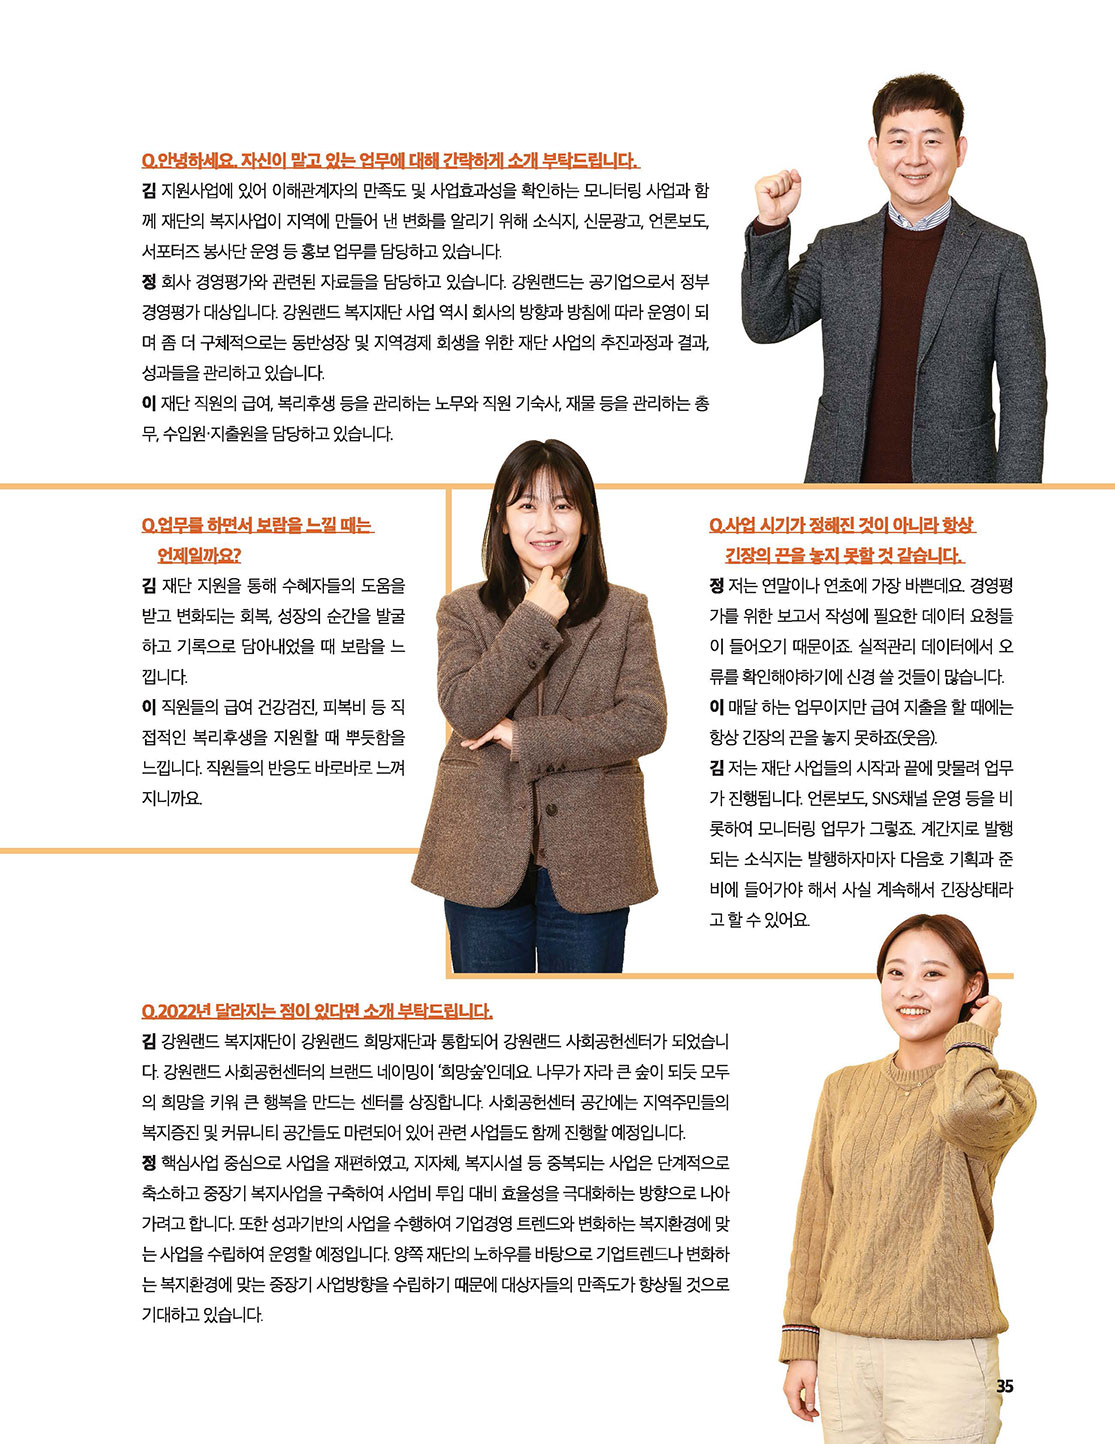 Q.안녕하세요. 자신이 맡고 있는 업무에 대해 간략하게 소개 부탁드립니다.
김 지원사업에 있어 이해관계자의 만족도 및 사업효과성을 확인하는 모니터링 사업과 함
께 재단의 복지사업이 지역에 만들어 낸 변화를 알리기 위해 소식지, 신문광고, 언론보도,
서포터즈 봉사단 운영 등 홍보 업무를 담당하고 있습니다.
정 회사 경영평가와 관련된 자료들을 담당하고 있습니다. 강원랜드는 공기업으로서 정부
경영평가 대상입니다. 강원랜드 복지재단 사업 역시 회사의 방향과 방침에 따라 운영이 되
며 좀 더 구체적으로는 동반성장 및 지역경제 회생을 위한 재단 사업의 추진과정과 결과,
성과들을 관리하고 있습니다.
이 재단 직원의 급여, 복리후생 등을 관리하는 노무와 직원 기숙사, 재물 등을 관리하는 총
무, 수입원·지출원을 담당하고 있습니다.
Q.업무를 하면서 보람을 느낄 때는
언제일까요?
김 재단 지원을 통해 수혜자들의 도움을
받고 변화되는 회복, 성장의 순간을 발굴
하고 기록으로 담아내었을 때 보람을 느
낍니다.
이 직원들의 급여 건강검진, 피복비 등 직
접적인 복리후생을 지원할 때 뿌듯함을
느낍니다. 직원들의 반응도 바로바로 느껴
지니까요.
Q.사업 시기가 정해진 것이 아니라 항상
긴장의 끈을 놓지 못할 것 같습니다.
정 저는 연말이나 연초에 가장 바쁜데요. 경영평
가를 위한 보고서 작성에 필요한 데이터 요청들
이 들어오기 때문이죠. 실적관리 데이터에서 오
류를 확인해야하기에 신경 쓸 것들이 많습니다.
이 매달 하는 업무이지만 급여 지출을 할 때에는
항상 긴장의 끈을 놓지 못하죠(웃음).
김 저는 재단 사업들의 시작과 끝에 맞물려 업무
가 진행됩니다. 언론보도, SNS채널 운영 등을 비
롯하여 모니터링 업무가 그렇죠. 계간지로 발행
되는 소식지는 발행하자마자 다음호 기획과 준
비에 들어가야 해서 사실 계속해서 긴장상태라
고 할 수 있어요.
Q.2022년 달라지는 점이 있다면 소개 부탁드립니다.
김 강원랜드 복지재단이 강원랜드 희망재단과 통합되어 강원랜드 사회공헌센터가 되었습니
다. 강원랜드 사회공헌센터의 브랜드 네이밍이 ‘희망숲’인데요. 나무가 자라 큰 숲이 되듯 모두
의 희망을 키워 큰 행복을 만드는 센터를 상징합니다. 사회공헌센터 공간에는 지역주민들의
복지증진 및 커뮤니티 공간들도 마련되어 있어 관련 사업들도 함께 진행할 예정입니다.
정 핵심사업 중심으로 사업을 재편하였고, 지자체, 복지시설 등 중복되는 사업은 단계적으로
축소하고 중장기 복지사업을 구축하여 사업비 투입 대비 효율성을 극대화하는 방향으로 나아
가려고 합니다. 또한 성과기반의 사업을 수행하여 기업경영 트렌드와 변화하는 복지환경에 맞
는 사업을 수립하여 운영할 예정입니다. 양쪽 재단의 노하우를 바탕으로 기업트렌드나 변화하
는 복지환경에 맞는 중장기 사업방향을 수립하기 때문에 대상자들의 만족도가 향상될 것으로
기대하고 있습니다.
35